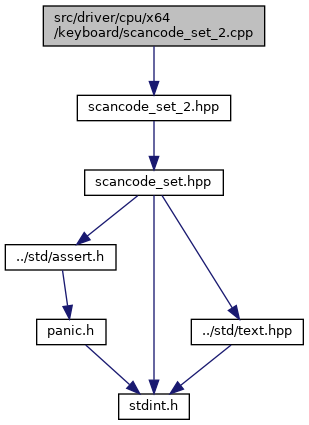 src/driver/cpu/x64
/keyboard/scancode_set_2.cpp
scancode_set_2.hpp
scancode_set.hpp
../std/assert.h
panic.h
../std/text.hpp
stdint.h